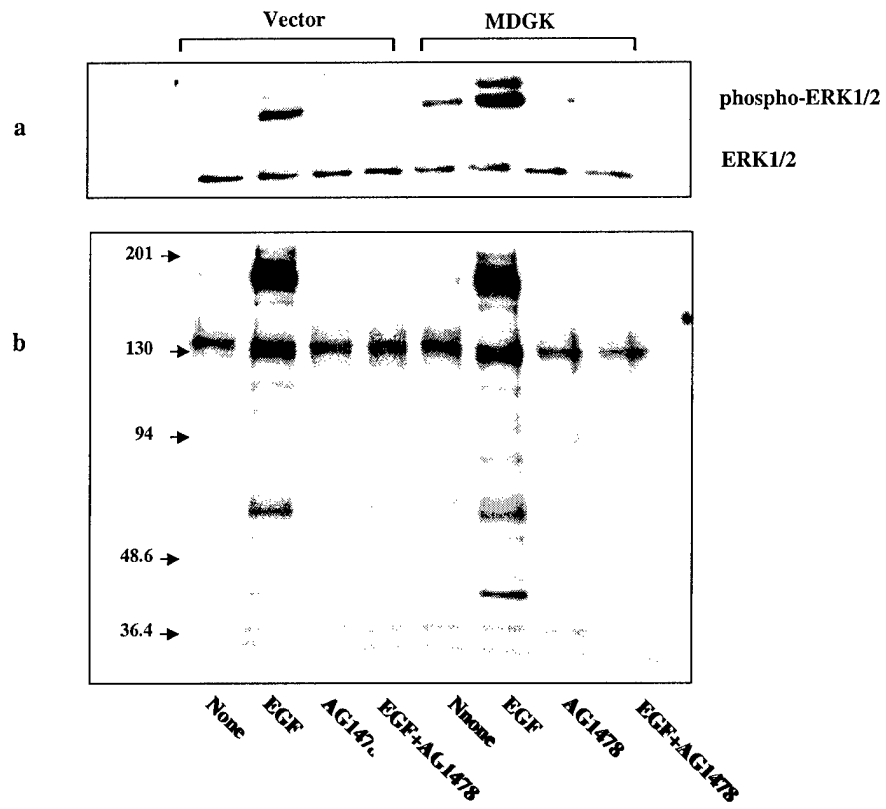 Vector MDGK
a
phospho-ERK1/2
ERK1/2
b
201
130
94
48.6
36.4
None EGF AG147 EGF+AG1478 Nnone EGF AG1478 EGF+AG1478